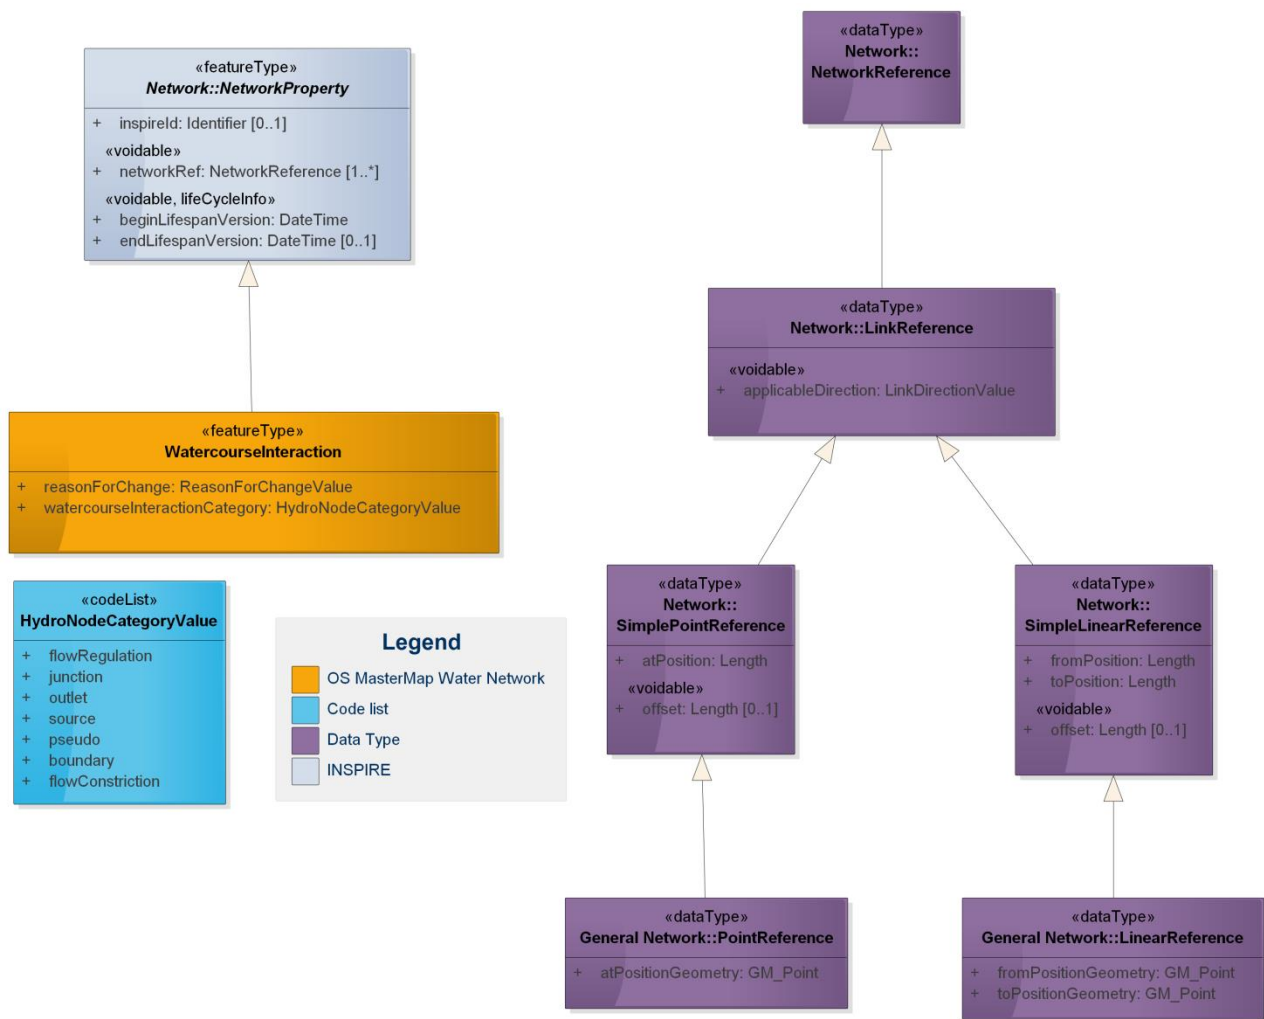 «featureType»
Network::NetworkProperty
+ inspireId: Identifier [0..1]
«voidable»
+ networkRef: NetworkReference [1..*]
«voidable, lifeCycleInfo»
+ beginLifespanVersion: DateTime
+ endLifespanVersion: DateTime [0..1]
«dataType»
Network::
NetworkReference
«dataType»
Network::LinkReference
«voidable»
+ applicableDirection: LinkDirectionValue
«featureType»
WatercourseInteraction
+ reasonForChange: ReasonForChangeValue
+ watercourseInteractionCategory: HydroNodeCategoryValue
«codeList»
HydroNodeCategoryValue
+ flowRegulation
+ junction
+ outlet
+ source
+ pseudo
+ boundary
+ flowConstriction
Legend
OS MasterMap Water Network
Code list
Data Type
INSPIRE
«dataType»
Network::
SimplePointReference
+ atPosition: Length
«voidable»
+ offset: Length [0..1]
«dataType»
Network::
SimpleLinearReference
+ fromPosition: Length
+ toPosition: Length
«voidable»
+ offset: Length [0..1]
«dataType»
General Network::PointReference
+ atPositionGeometry: GM_Point
«dataType»
General Network::LinearReference
+ fromPositionGeometry: GM_Point
+ toPositionGeometry: GM_Point